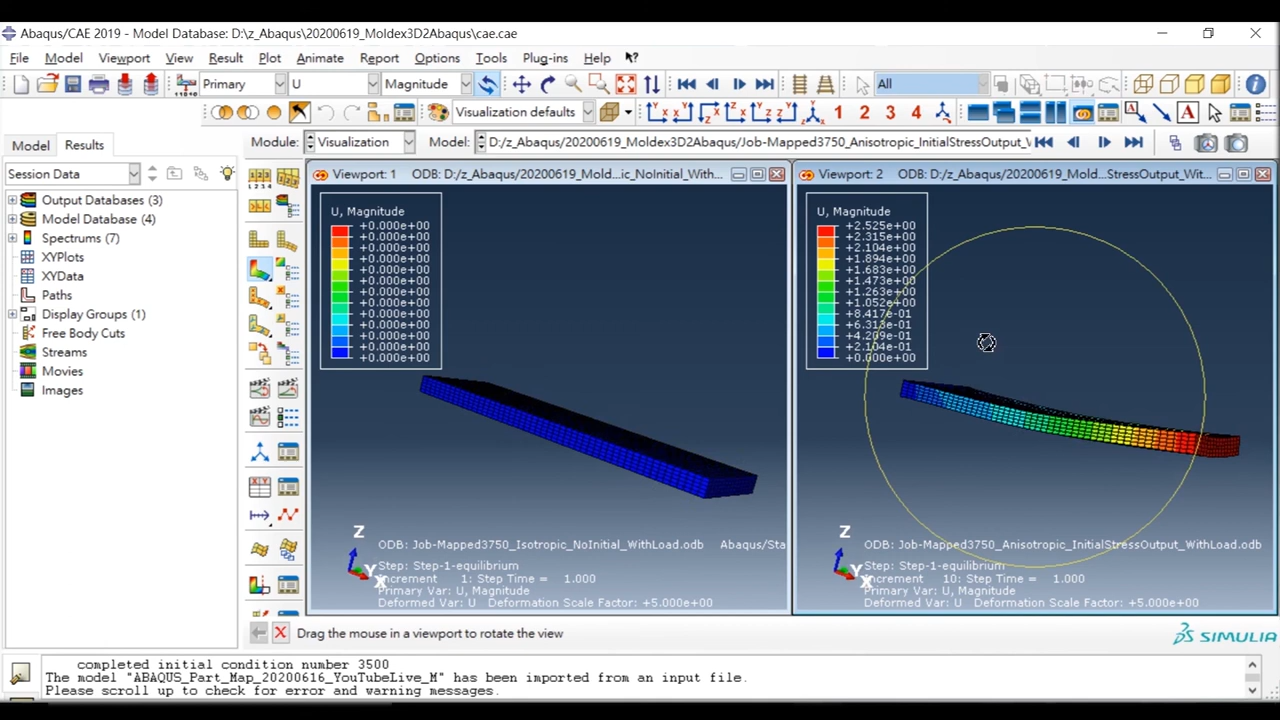 Abaqus/CAE 2019 - Model Database: D:\z_Abaqus\20200619_Moldex3D2Abaqus\cae.cae
File Model Viewport View Result Plot Animate Report Options Tools Plug-ins Help
Primary U Magnitude All
Visualization defaults 1 2 3 4
Model Results Module: Visualization Model: D:/z_Abaqus/20200619_Moldex3D2Abaqus/Job-Mapped3750_Anisotropic_InitialStressOutput_W
Session Data
Output Databases (3)
Model Database (4)
Spectrums (7)
XYPlots
XYData
Paths
Display Groups (1)
Free Body Cuts
Streams
Movies
Images
Viewport: 1 ODB: D:/z_Abaqus/20200619_Mold...ic_NoInitial_With...
U, Magnitude
+0.000e+00
+0.000e+00
+0.000e+00
+0.000e+00
+0.000e+00
+0.000e+00
+0.000e+00
+0.000e+00
+0.000e+00
+0.000e+00
+0.000e+00
+0.000e+00
+0.000e+00
Z
Y
X
ODB: Job-Mapped3750_Isotropic_NoInitial_WithLoad.odb Abaqus/Sta
Step: Step-1-equilibrium
Increment 1: Step Time = 1.000
Primary Var: U, Magnitude
Deformed Var: U Deformation Scale Factor: +5.000e+00
Viewport: 2 ODB: D:/z_Abaqus/20200619_Mold...StressOutput_Wit...
U, Magnitude
+2.525e+00
+2.315e+00
+2.104e+00
+1.894e+00
+1.683e+00
+1.473e+00
+1.263e+00
+1.052e+00
+8.417e-01
+6.313e-01
+4.209e-01
+2.104e-01
+0.000e+00
Z
Y
X
ODB: Job-Mapped3750_Anisotropic_InitialStressOutput_WithLoad.odb
Step: Step-1-equilibrium
Increment 10: Step Time = 1.000
Primary Var: U, Magnitude
Deformed Var: U Deformation Scale Factor: +5.000e+00
Drag the mouse in a viewport to rotate the view
SIMULIA
completed initial condition number 3500
The model "ABAQUS_Part_Map_20200616_YouTubeLive_M" has been imported from an input file.
Please scroll up to check for error and warning messages.